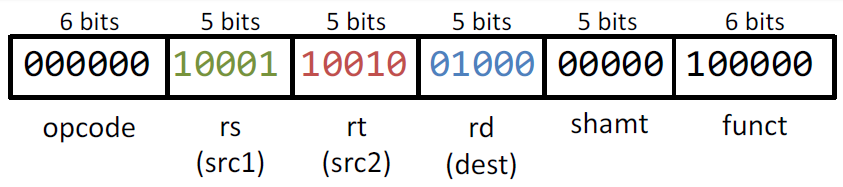 6 bits 5 bits 5 bits 5 bits 5 bits 6 bits
000000 10001 10010 01000 00000 100000
opcode rs rt rd shamt funct
(src1) (src2) (dest)